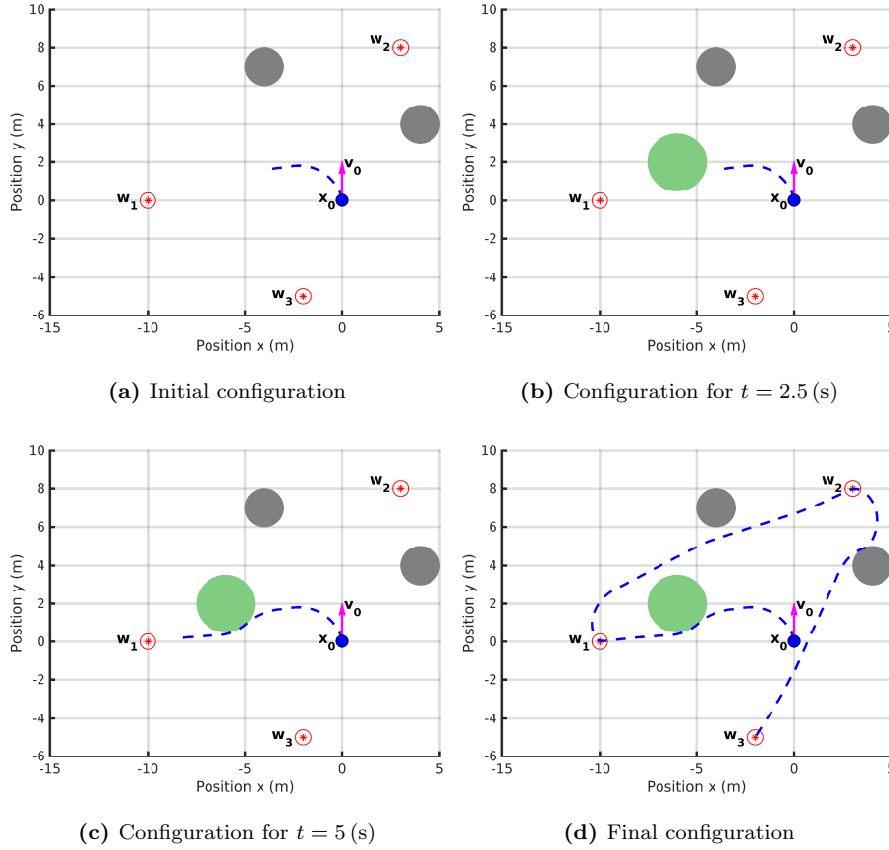 10
8
6
4
2
0
-2
-4
-6
-15
-10
-5
0
5
Position x (m)
Position y (m)
w2
w1
w3
v0
x0
(a) Initial configuration
10
8
6
4
2
0
-2
-4
-6
-15
-10
-5
0
5
Position x (m)
Position y (m)
w2
w1
w3
v0
x0
(b) Configuration for t = 2.5 (s)
10
8
6
4
2
0
-2
-4
-6
-15
-10
-5
0
5
Position x (m)
Position y (m)
w2
w1
w3
v0
x0
(c) Configuration for t = 5 (s)
10
8
6
4
2
0
-2
-4
-6
-15
-10
-5
0
5
Position x (m)
Position y (m)
w2
w1
w3
v0
x0
(d) Final configuration